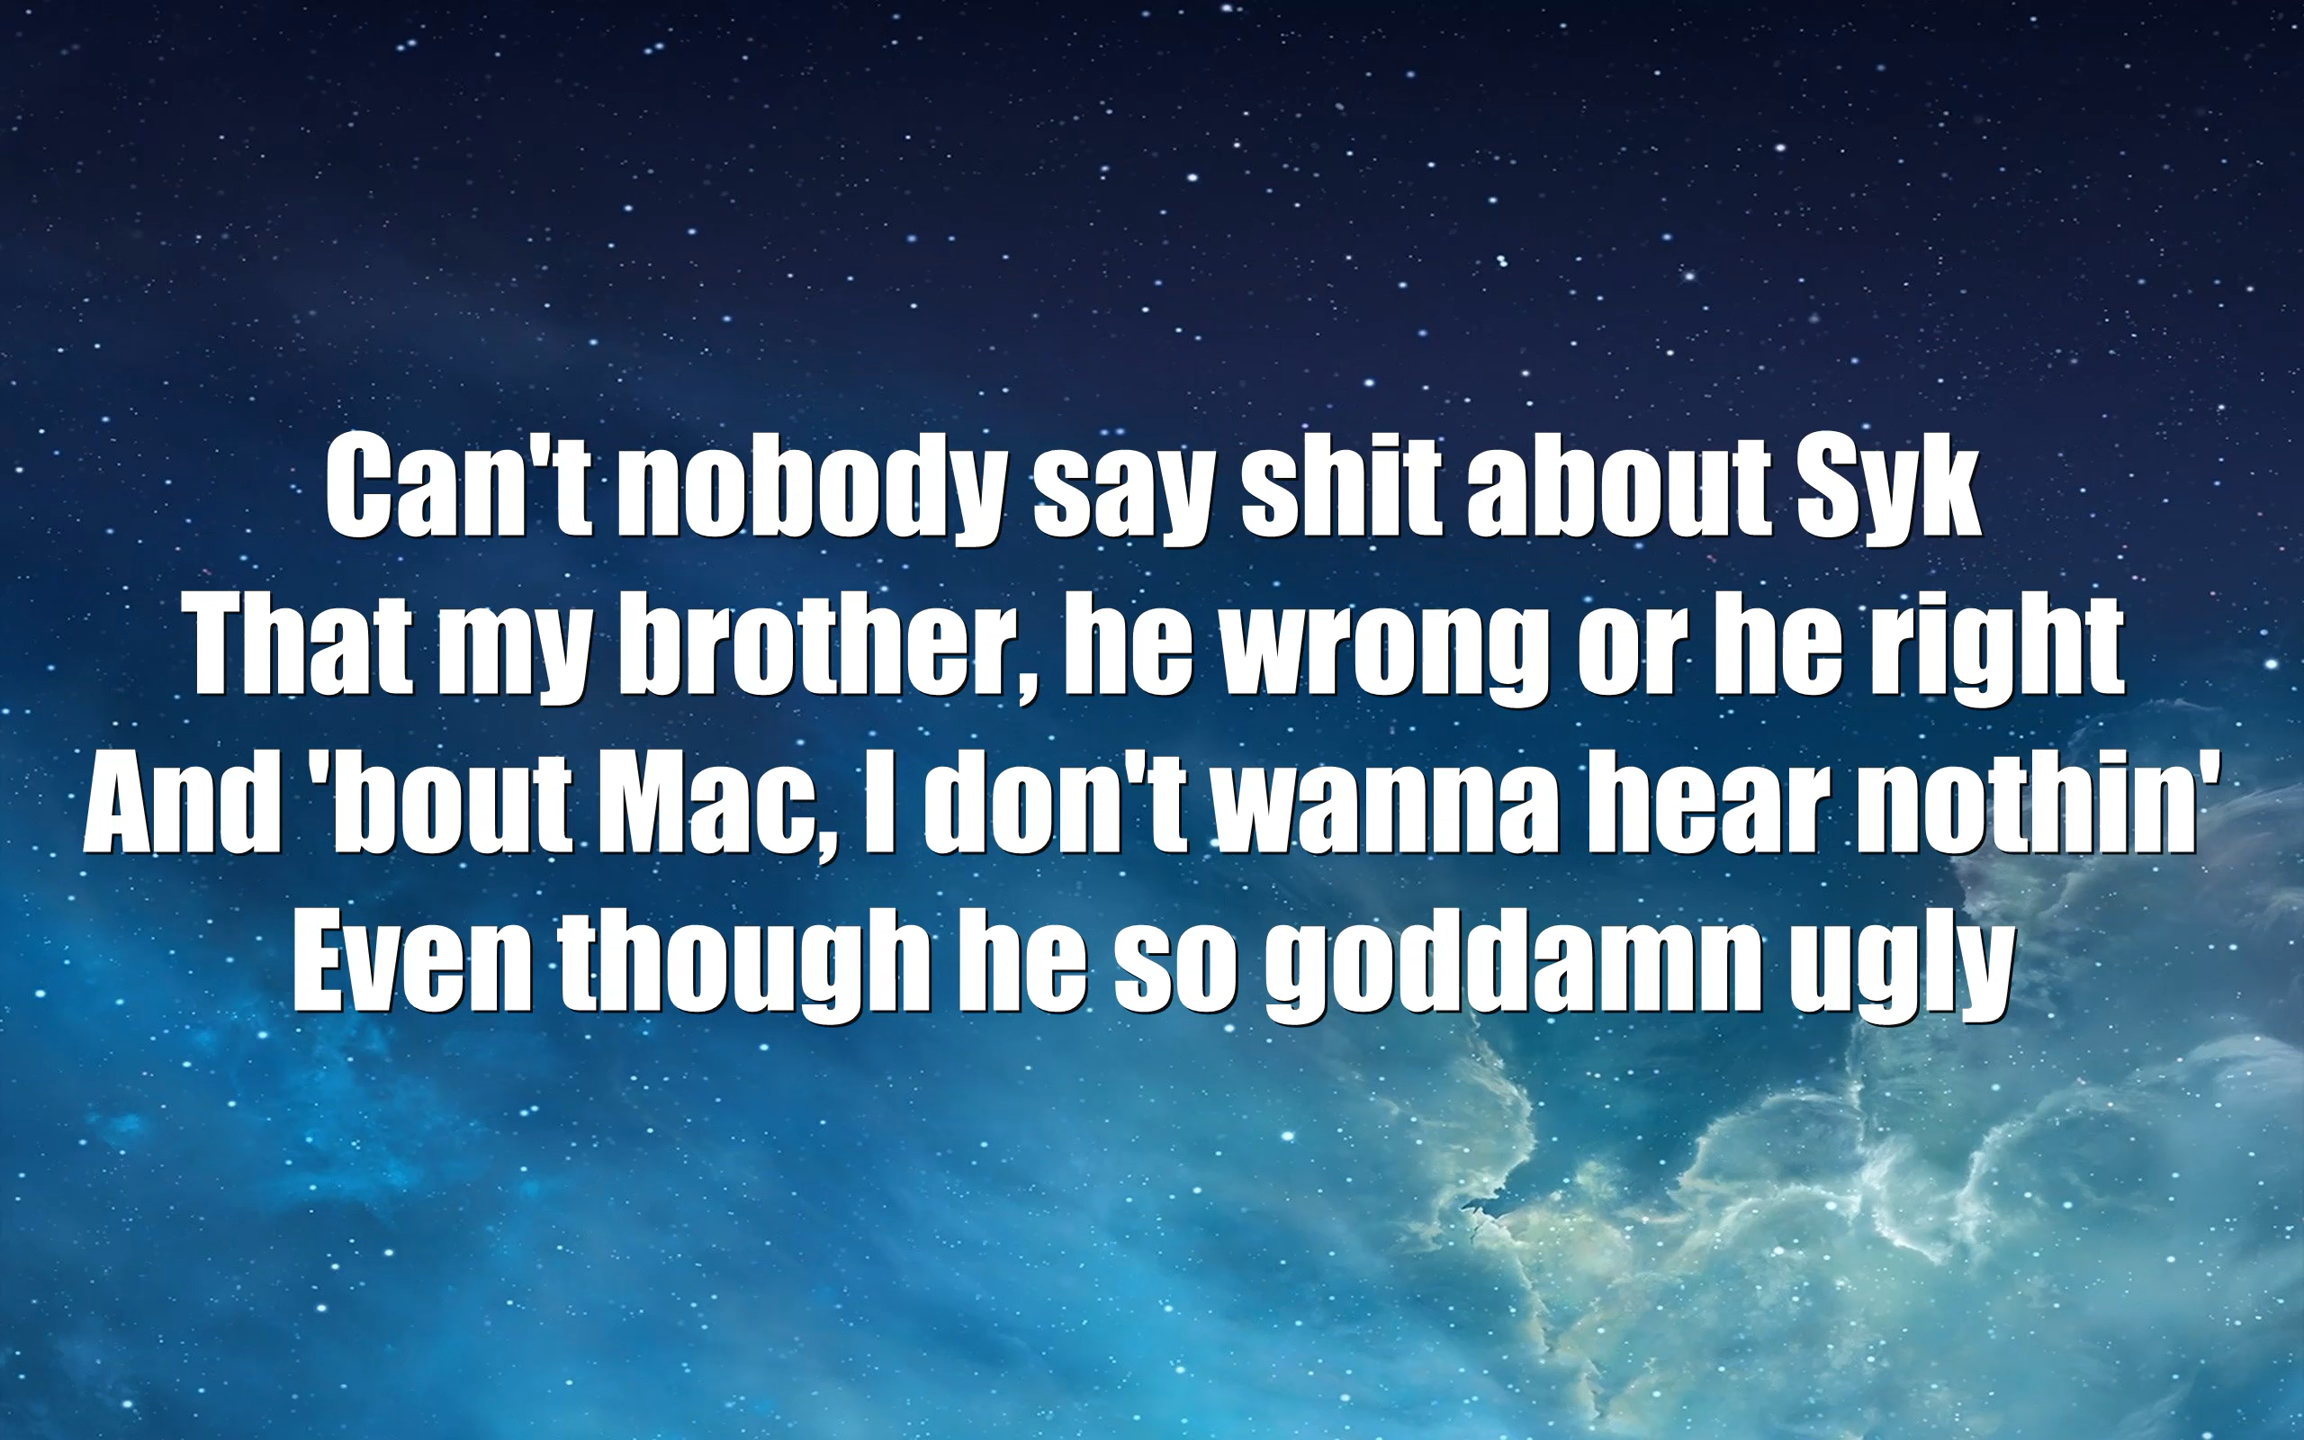 Can't nobody say shit about Syk
That my brother, he wrong or he right
And 'bout Mac, I don't wanna hear nothin'
Even though he so goddamn ugly